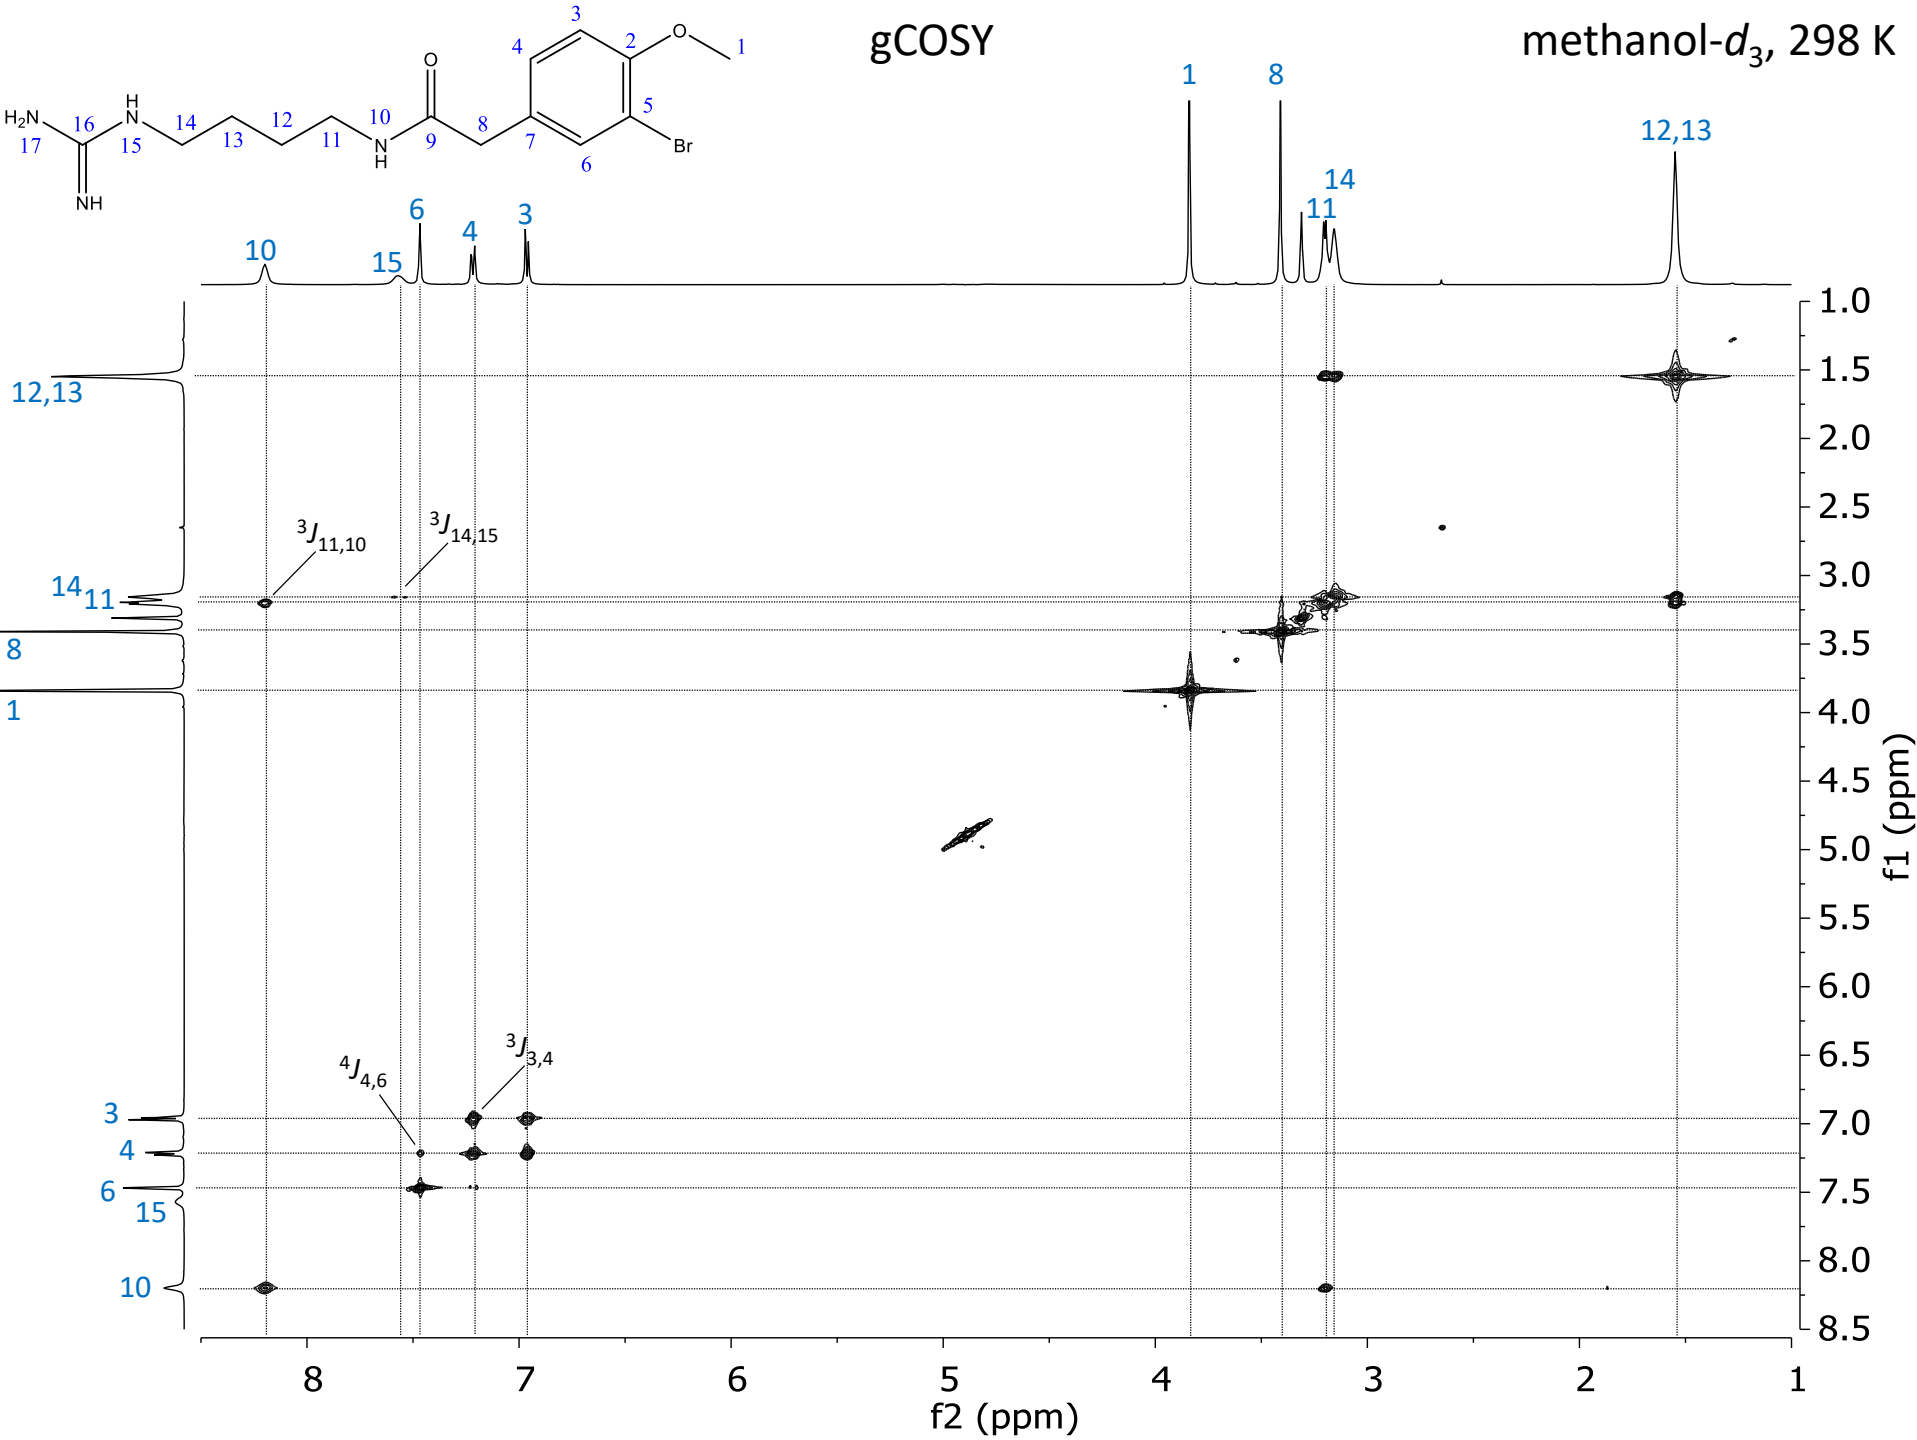 gCOSY
methanol-d3, 298 K
3
4
2
O
1
O
H
10
12
8
5
H2N
16
14
17
15
13
11
N
9
7
Br
N
H
6
NH
1
8
12,13
14
11
6
4
3
10
15
1.0
1.5
12,13
2.0
2.5
3J11,10
3J14,15
3.0
14
11
3.5
8
1
4.0
4.5
5.0
5.5
6.0
6.5
f1 (ppm)
4J4,6
3J3,4
3
7.0
4
6
7.5
15
8.0
10
8.5
8 7 6 5 4 3 2 1
f2 (ppm)